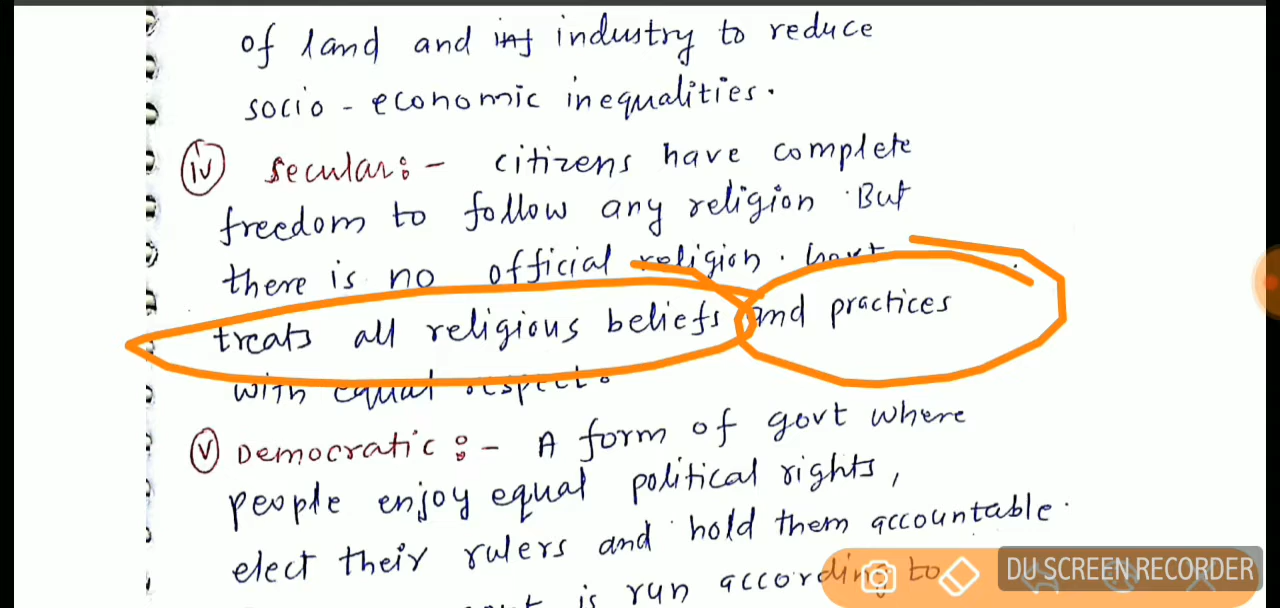 of land and inf industry to reduce
socio - economic inequalities.
(iv) Secular:- citizens have complete
freedom to follow any religion. But
there is no official religion. Govt
treats all religious beliefs and practices
with equal respect.
(v) Democratic:- A form of govt where
people enjoy equal political rights,
elect their rulers and hold them accountable.
is run according to
DU SCREEN RECORDER